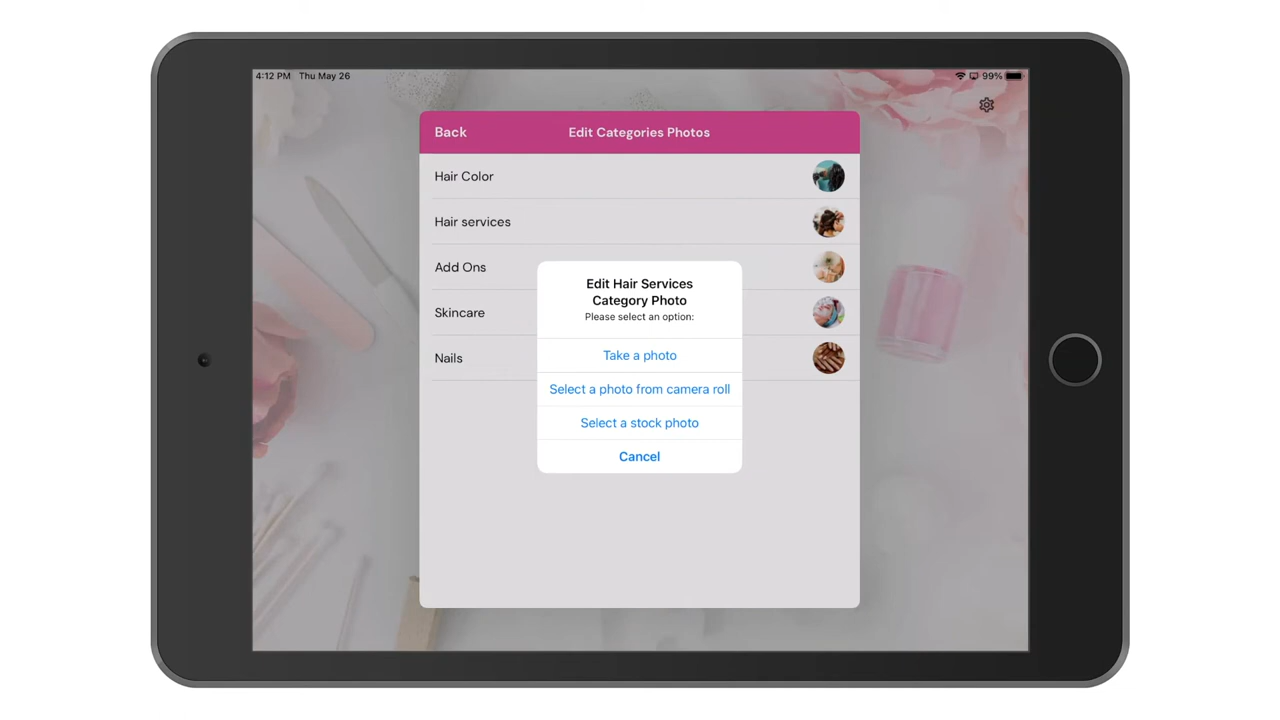 4:12 PM Thu May 26
99%
Back
Edit Categories Photos
Hair Color
Hair services
Add Ons
Skincare
Nails
Edit Hair Services
Category Photo
Please select an option:
Take a photo
Select a photo from camera roll
Select a stock photo
Cancel